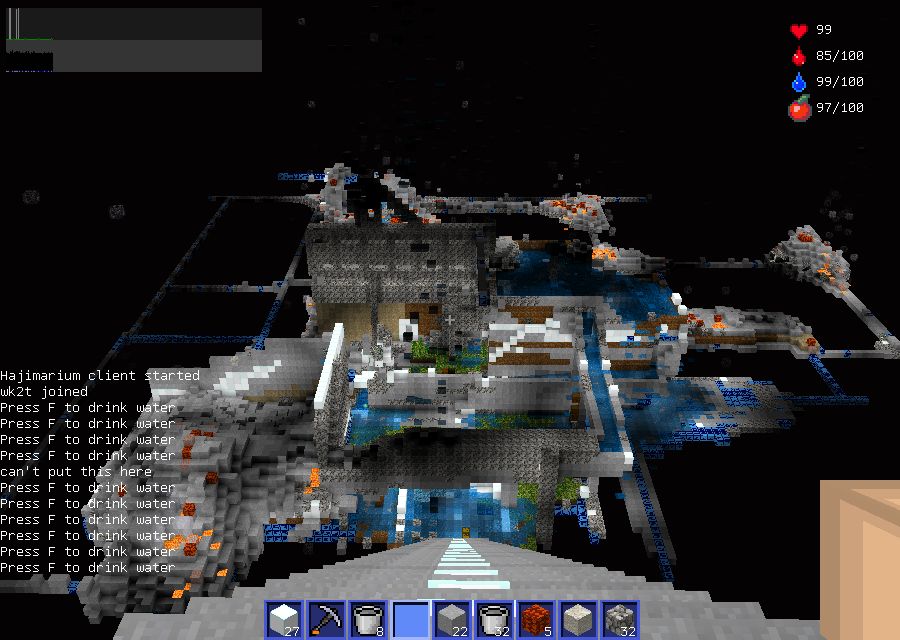 99
85/100
99/100
97/100
Hajimarium client started
wk2t joined
Press F to drink water
Press F to drink water
Press F to drink water
Press F to drink water
can't put this here
Press F to drink water
Press F to drink water
Press F to drink water
Press F to drink water
Press F to drink water
Press F to drink water
27 8 22 32 5 32